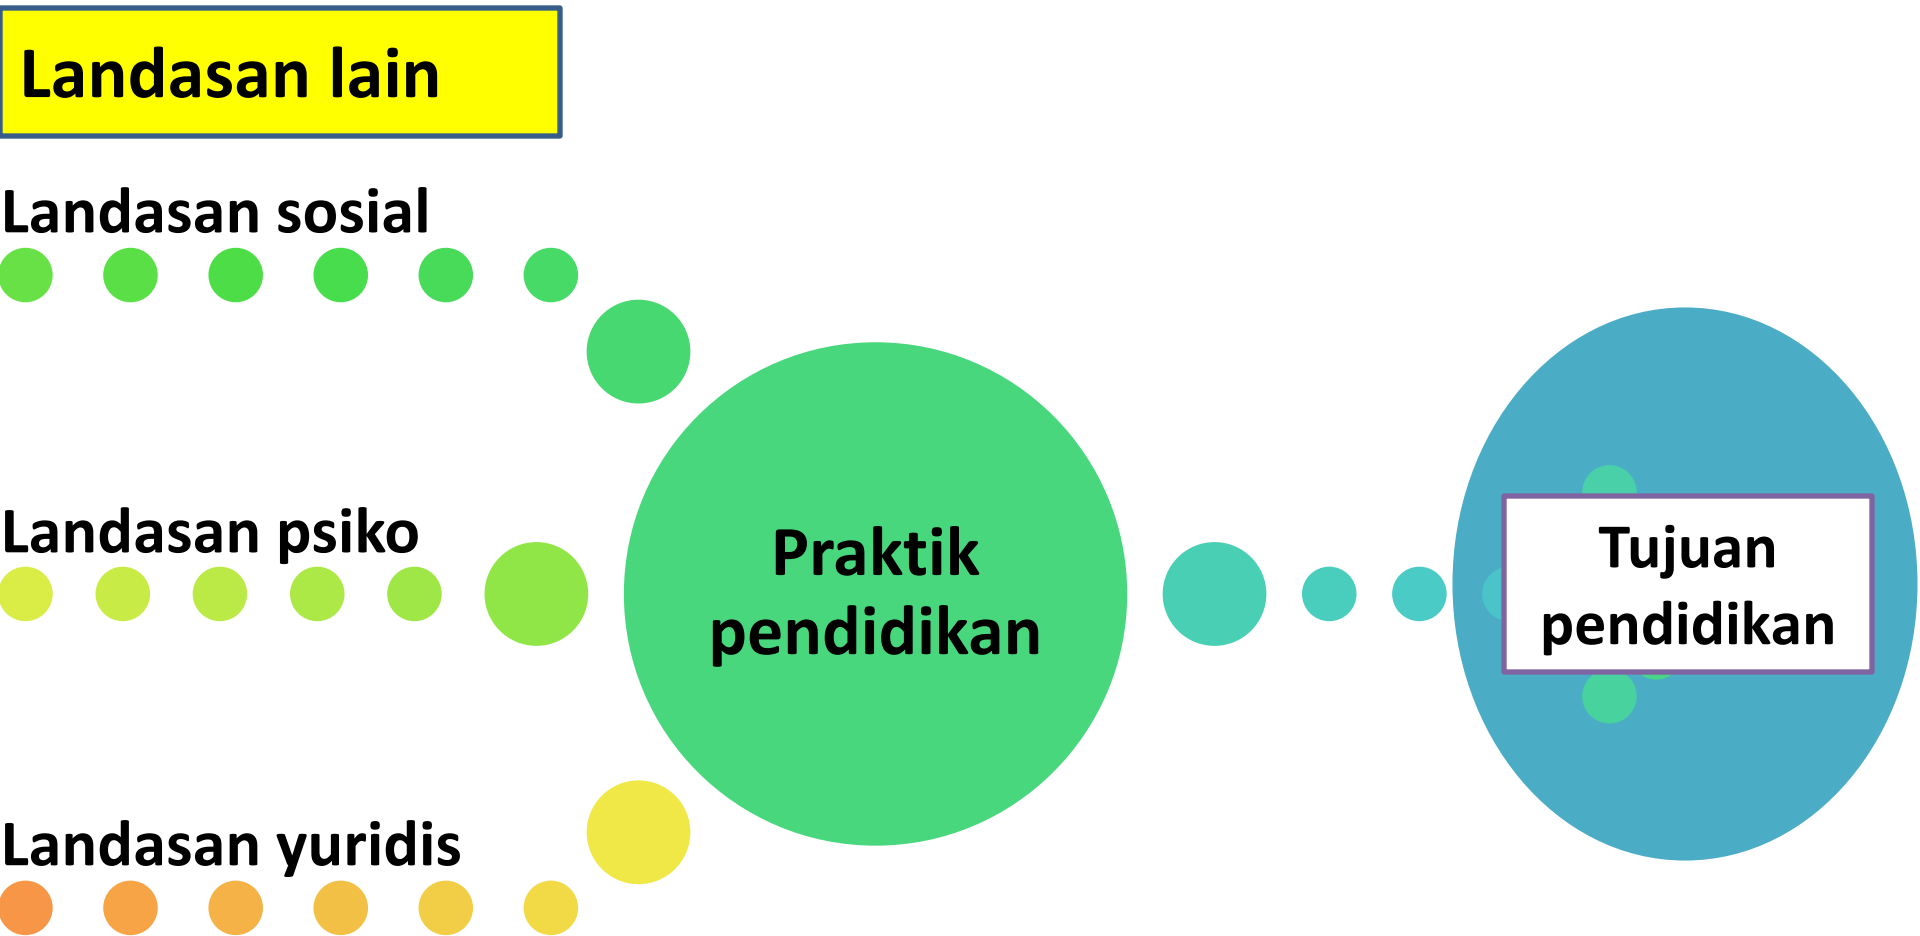 Landasan lain
Landasan sosial
Landasan psiko
Praktik
pendidikan
Tujuan
pendidikan
Landasan yuridis